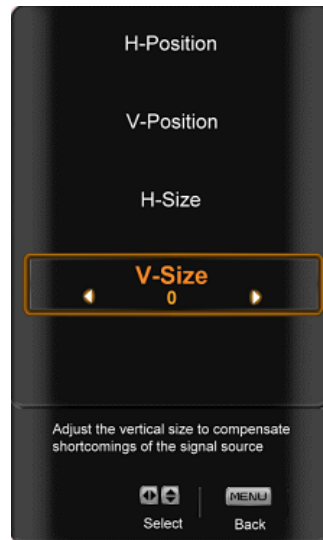 H-Position
V-Position
H-Size
V-Size
0
Adjust the vertical size to compensate
shortcomings of the signal source
MENU
Select Back